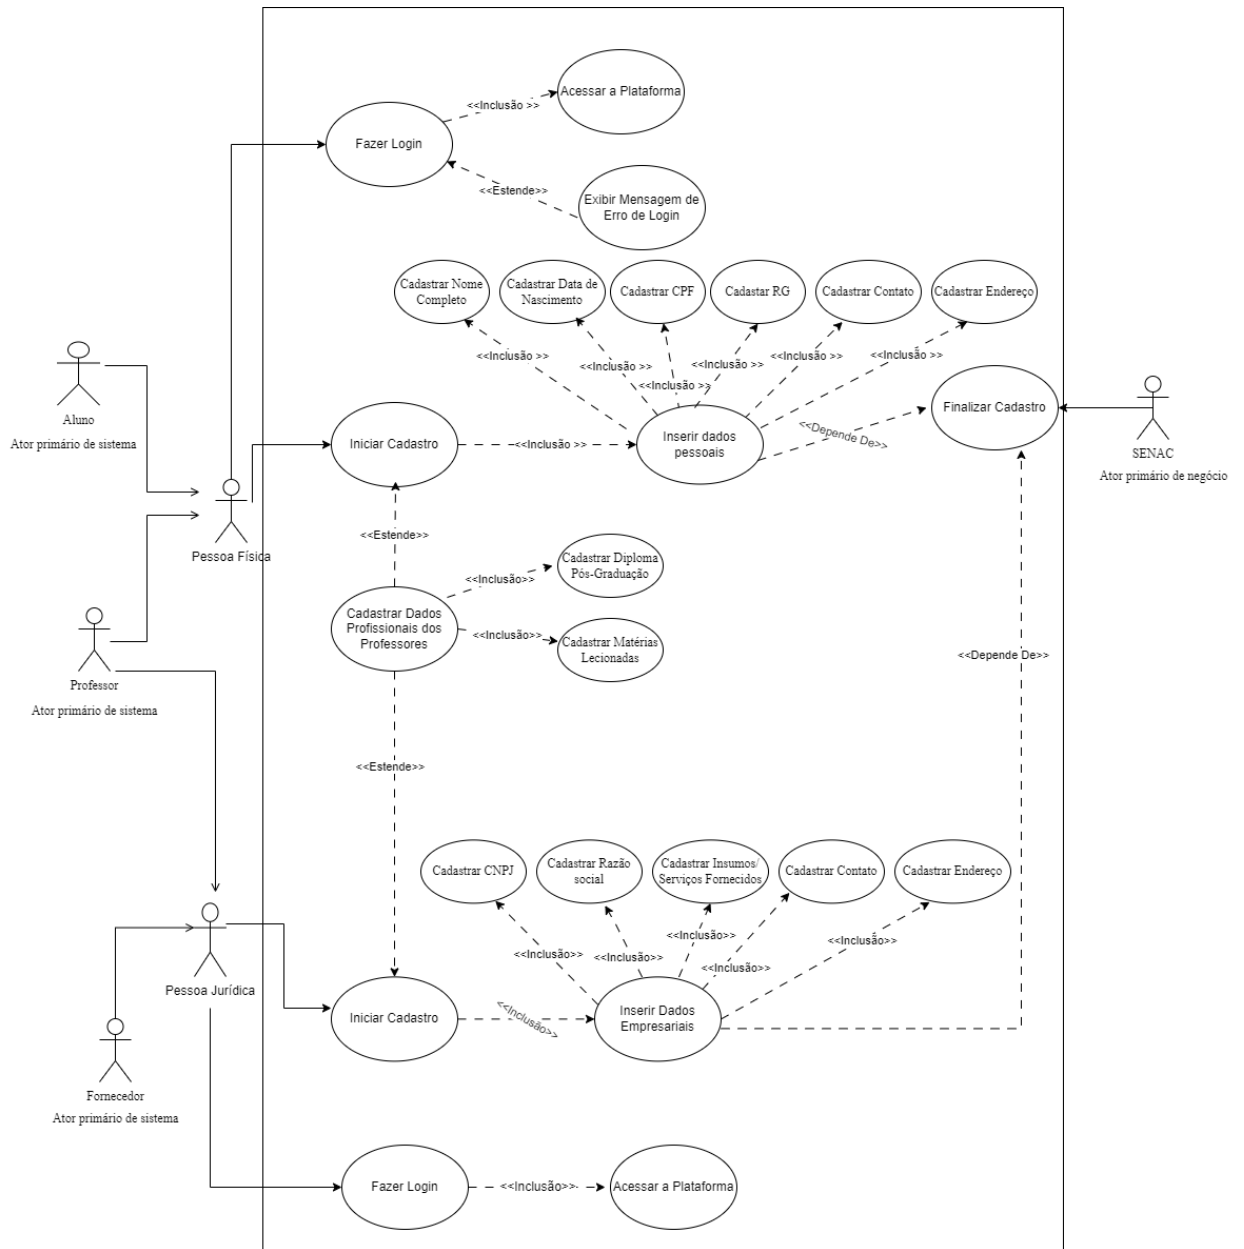 Acessar a Plataforma
<<Inclusão >>
Fazer Login
<<Estende>>
Exibir Mensagem de
Erro de Login
Cadastrar Nome
Completo
Cadastrar Data de
Nascimento
Cadastrar CPF
Cadastar RG
Cadastrar Contato
Cadastrar Endereço
<<Inclusão >>
<<Inclusão >>
<<Inclusão >>
<<Inclusão >>
<<Inclusão >>
<<Inclusão >>
Aluno
Ator primário de sistema
Iniciar Cadastro
<<Inclusão >>
Inserir dados
pessoais
<<Depende De>>
Finalizar Cadastro
SENAC
Ator primário de negócio
Pessoa Física
<<Estende>>
Cadastrar Diploma
Pós-Graduação
<<Inclusão>>
Cadastrar Dados
Profissionais dos
Professores
<<Inclusão>>
Cadastrar Matérias
Lecionadas
<<Depende De>>
Professor
Ator primário de sistema
<<Estende>>
Cadastrar CNPJ
Cadastrar Razão
social
Cadastrar Insumos/
Serviços Fornecidos
Cadastrar Contato
Cadastrar Endereço
<<Inclusão>>
<<Inclusão>>
<<Inclusão>>
<<Inclusão>>
<<Inclusão>>
Pessoa Jurídica
Iniciar Cadastro
<<Inclusão>>
Inserir Dados
Empresariais
Fornecedor
Ator primário de sistema
Fazer Login
<<Inclusão>>
Acessar a Plataforma